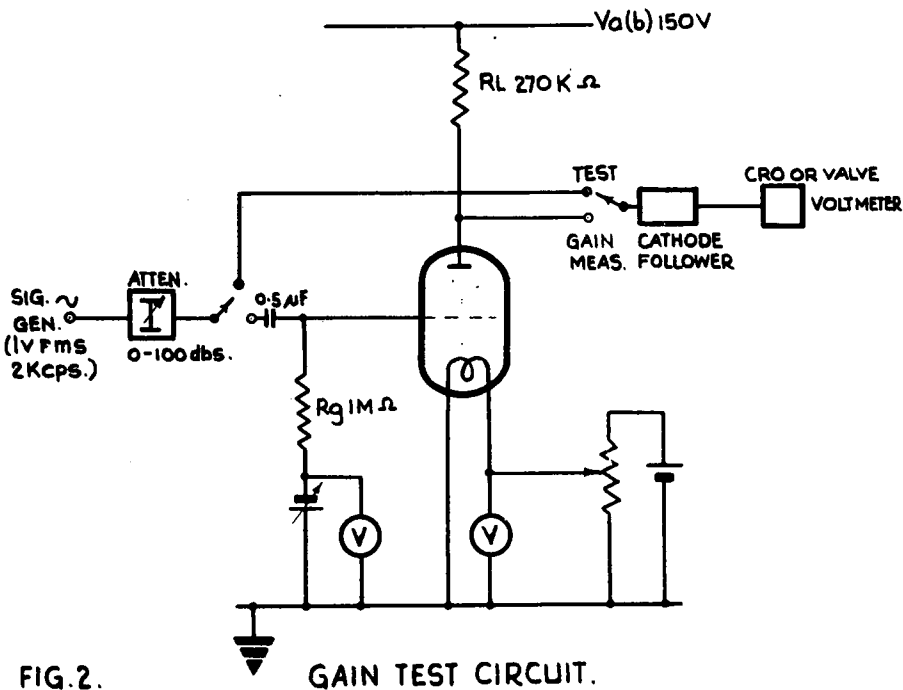 Va(b) 150V
RL 270K Ω
TEST
CRO OR VALVE
VOLTMETER
GAIN
MEAS.
CATHODE
FOLLOWER
ATTEN.
SIG. ~
GEN.
(1V rms
2Kcps.)
0-100 dbs.
0.5 µF
Rg 1M Ω
V
V
FIG.2.
GAIN TEST CIRCUIT.